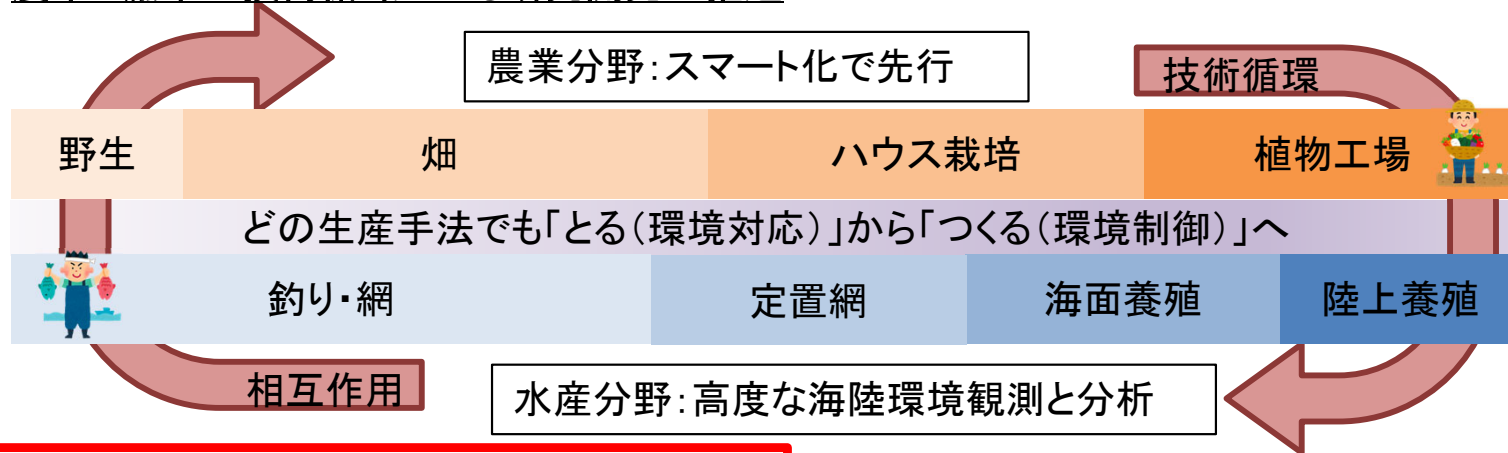 農業分野:スマート化で先行
技術循環
野生 畑 ハウス栽培 植物工場
どの生産手法でも「とる(環境対応)」から「つくる(環境制御)」へ
釣り・網 定置網 海面養殖 陸上養殖
相互作用
水産分野:高度な海陸環境観測と分析